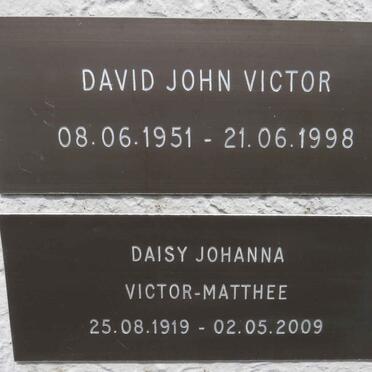 DAVID JOHN VICTOR
08.06.1951 - 21.06.1998
DAISY JOHANNA
VICTOR-MATTHEE
25.08.1919 - 02.05.2009